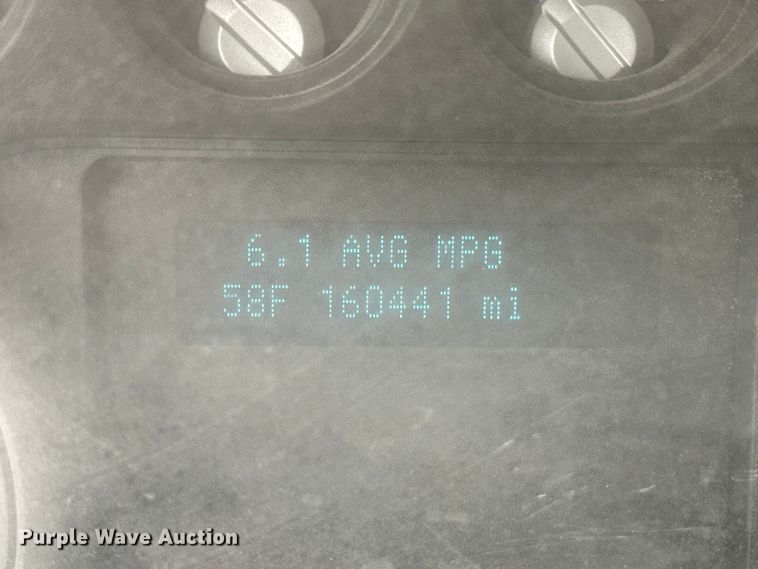 6.1 AVG MPG
58F 160441 mi
Purple Wave Auction